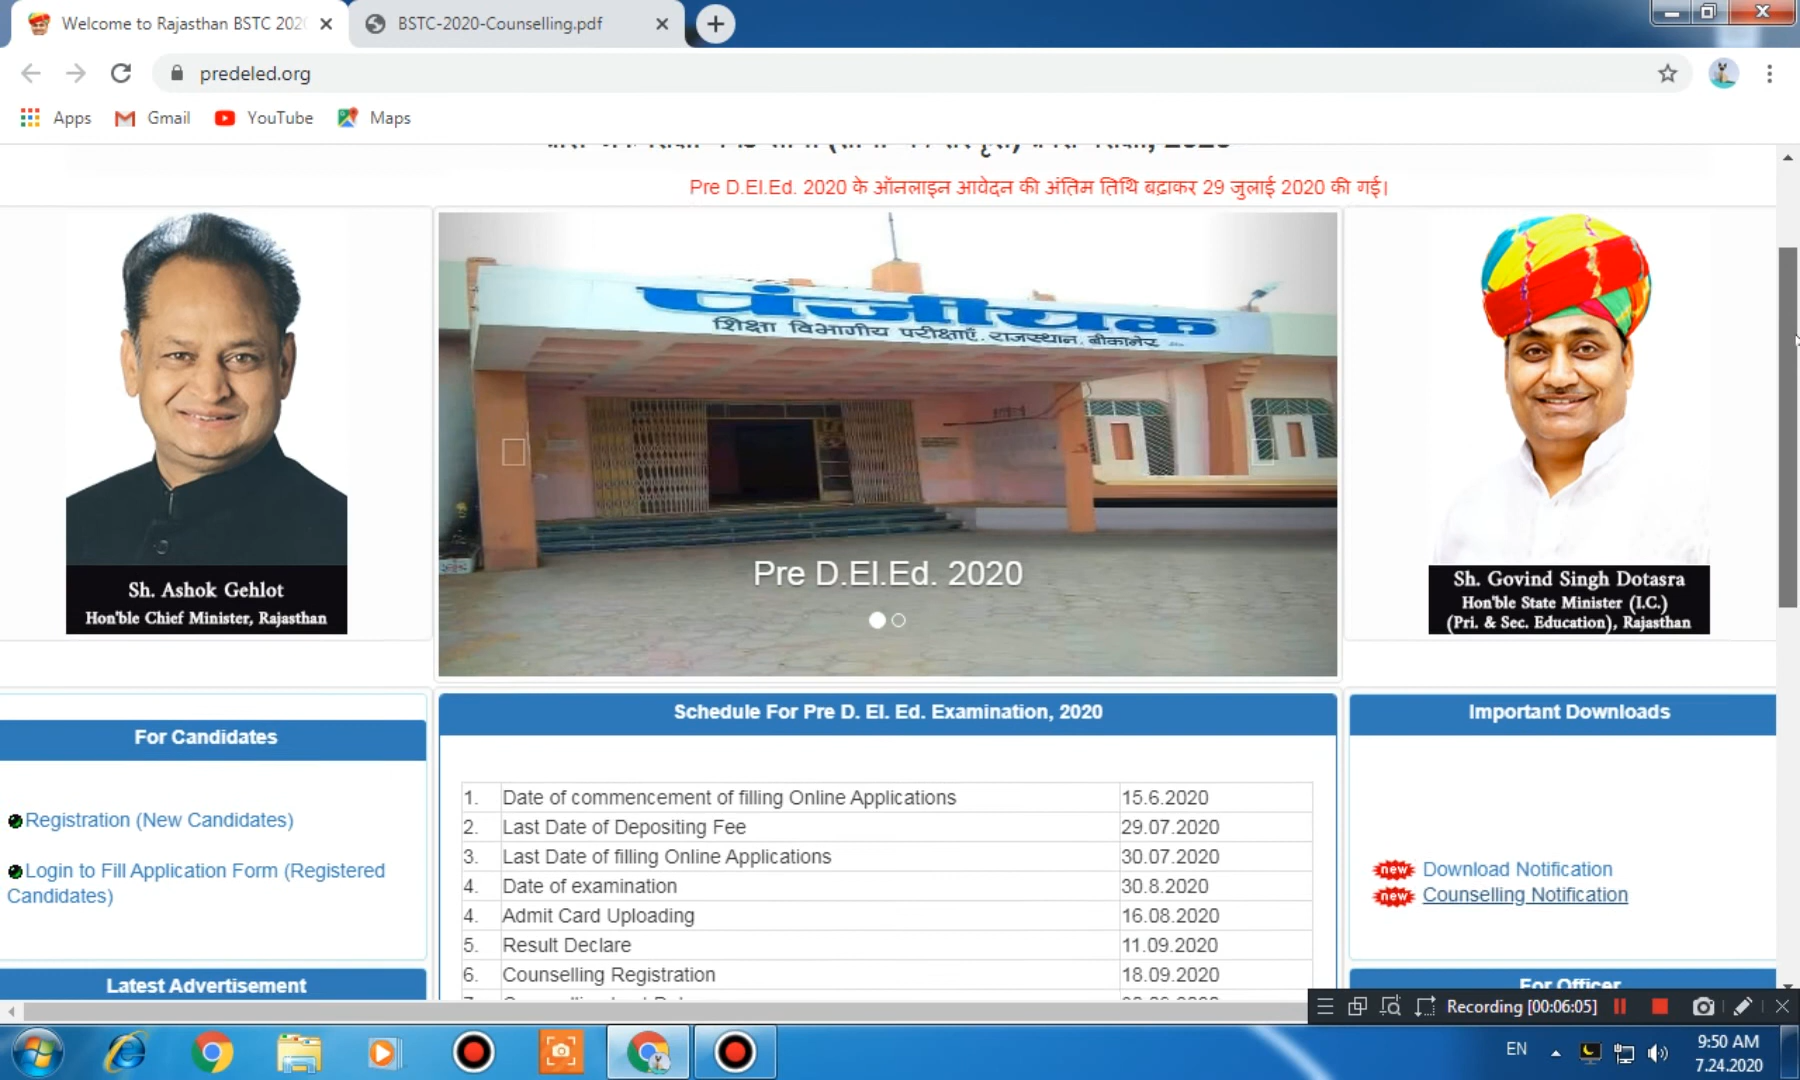 Welcome to Rajasthan BSTC 202
BSTC-2020-Counselling.pdf
predeled.org
Apps
Gmail
YouTube
Maps
Pre D.El.Ed. 2020 के ऑनलाइन आवेदन की अंतिम तिथि बढ़ाकर 29 जुलाई 2020 की गई।
पंजीयक
शिक्षा विभागीय परीक्षाएँ, राजस्थान, बीकानेर
Pre D.El.Ed. 2020
Sh. Ashok Gehlot
Hon'ble Chief Minister, Rajasthan
Sh. Govind Singh Dotasra
Hon'ble State Minister (I.C.)
(Pri. & Sec. Education), Rajasthan
For Candidates
Registration (New Candidates)
Login to Fill Application Form (Registered
Candidates)
Latest Advertisement
Schedule For Pre D. El. Ed. Examination, 2020
1. Date of commencement of filling Online Applications 15.6.2020
2. Last Date of Depositing Fee 29.07.2020
3. Last Date of filling Online Applications 30.07.2020
4. Date of examination 30.8.2020
4. Admit Card Uploading 16.08.2020
5. Result Declare 11.09.2020
6. Counselling Registration 18.09.2020
Important Downloads
new Download Notification
new Counselling Notification
For Officer
Recording [00:06:05]
EN
9:50 AM
7.24.2020